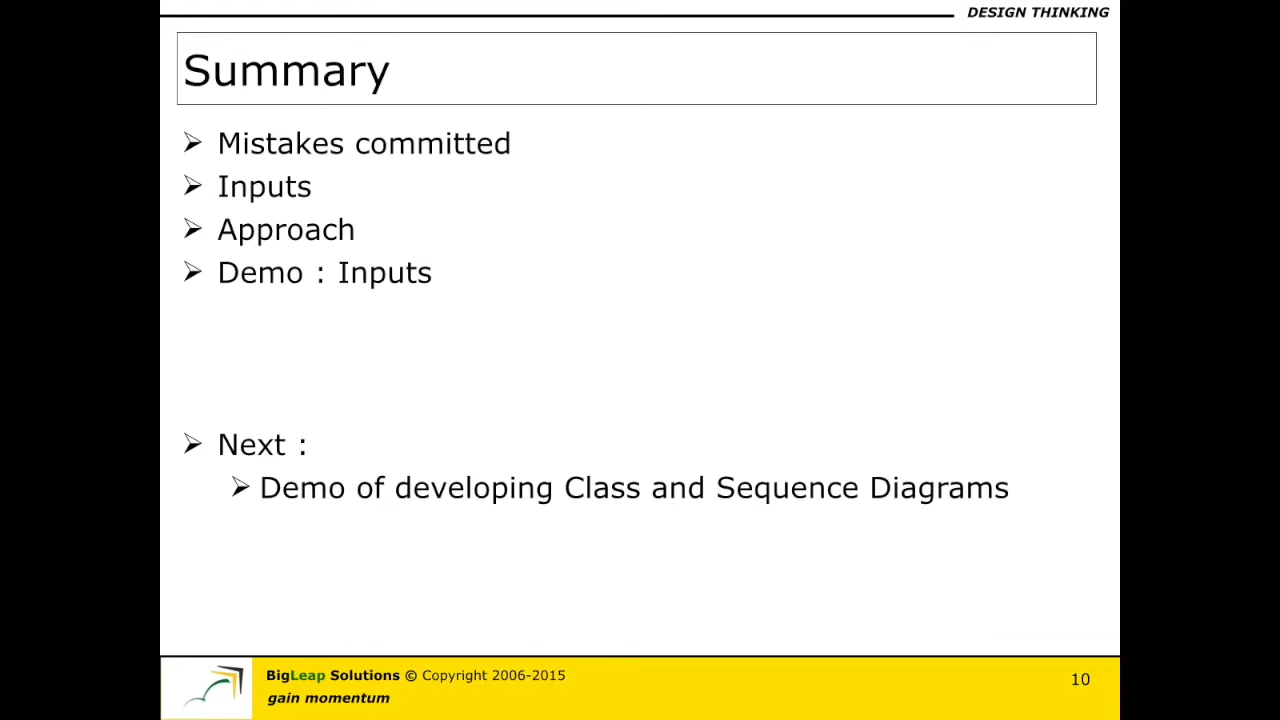 DESIGN THINKING
Summary
Mistakes committed
Inputs
Approach
Demo : Inputs
Next :
Demo of developing Class and Sequence Diagrams
BigLeap Solutions © Copyright 2006-2015
gain momentum
10